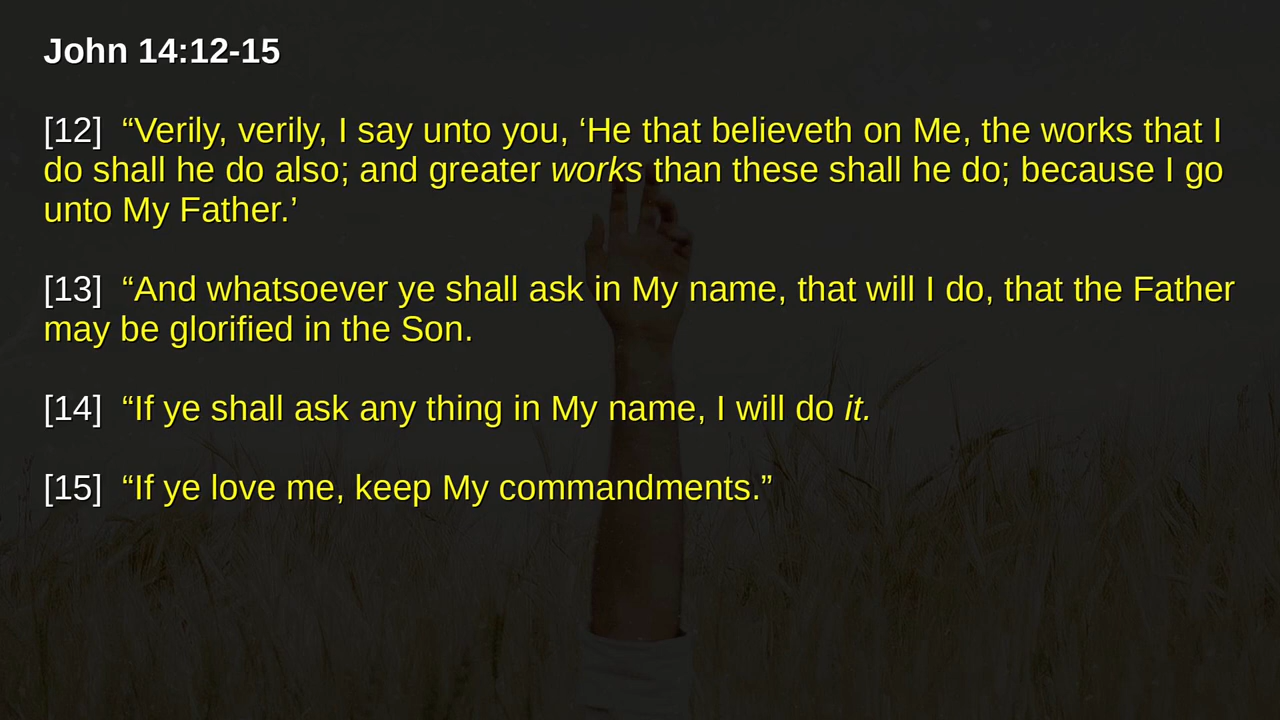 John 14:12-15
[12]  “Verily, verily, I say unto you, ‘He that believeth on Me, the works that I
do shall he do also; and greater works than these shall he do; because I go
unto My Father.’
[13]  “And whatsoever ye shall ask in My name, that will I do, that the Father
may be glorified in the Son.
[14]  “If ye shall ask any thing in My name, I will do it.
[15]  “If ye love me, keep My commandments.”